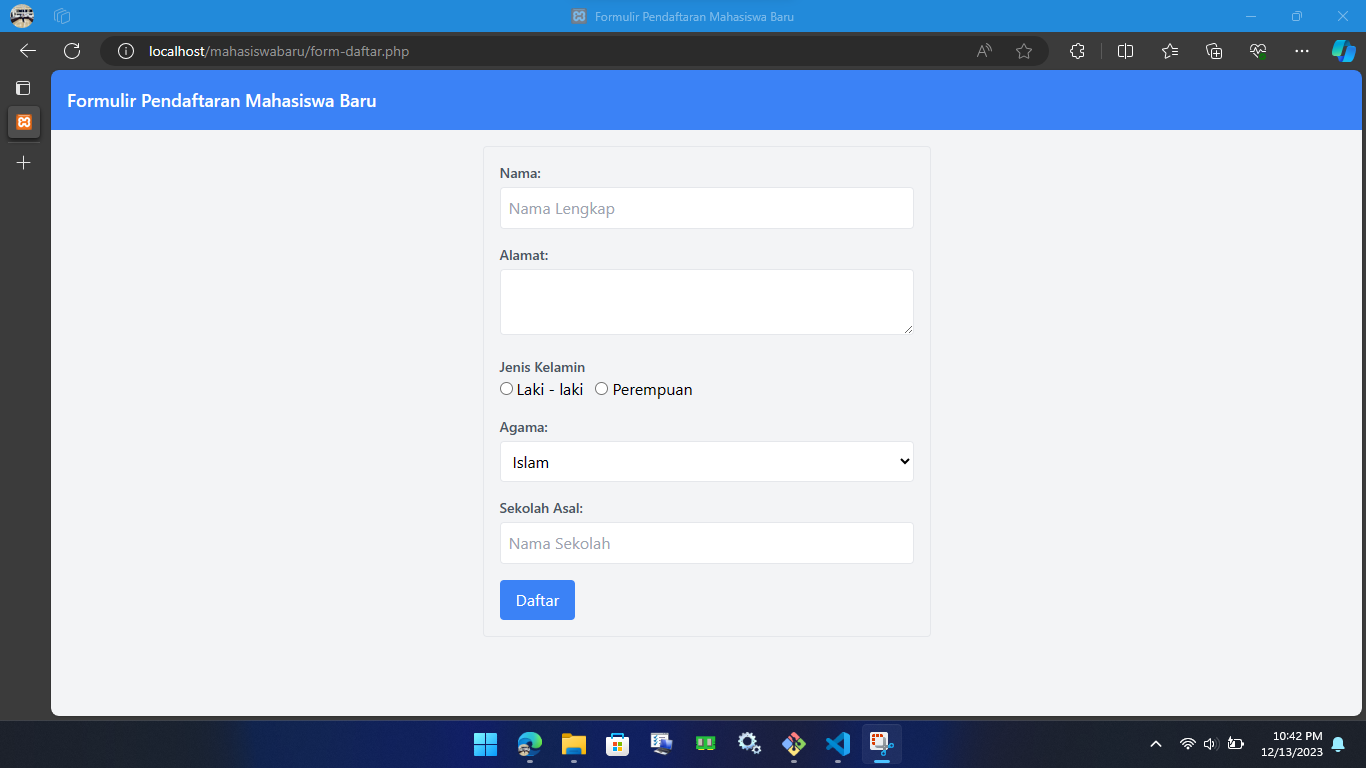 Formulir Pendaftaran Mahasiswa Baru
localhost/mahasiswabaru/form-daftar.php
Formulir Pendaftaran Mahasiswa Baru
Nama:
Nama Lengkap
Alamat:
Jenis Kelamin
Laki - laki Perempuan
Agama:
Islam
Sekolah Asal:
Nama Sekolah
Daftar
10:42 PM
12/13/2023